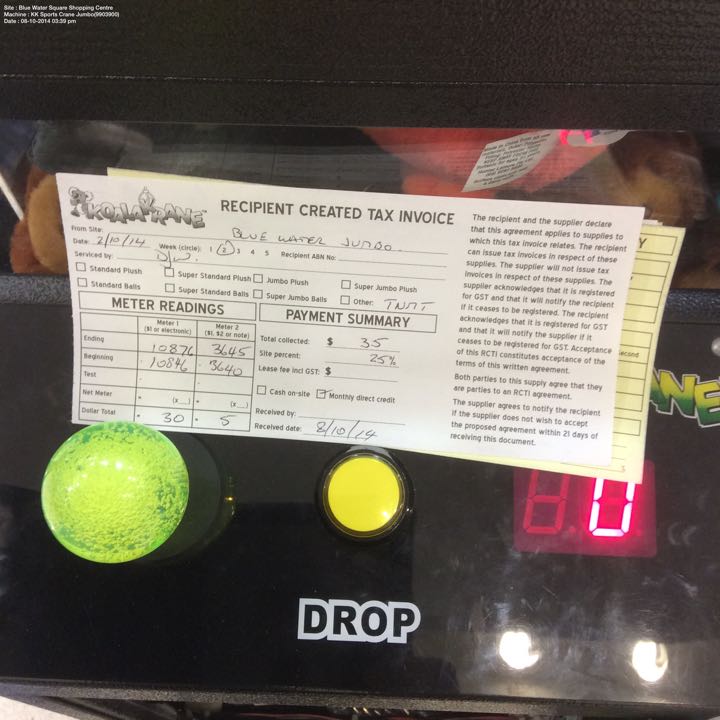 Site : Blue Water Square Shopping Centre
Machine : KK Sports Crane Jumbo(9903900)
Date : 08-10-2014 03:39 pm
KOALA KRANE
RECIPIENT CREATED TAX INVOICE
From Site: BLUE WATER JUMBO
Date: 2/10/14 Week (circle): 1 2 3 4 5 Recipient ABN No:
Serviced by:
Standard Plush Super Standard Plush Jumbo Plush Super Plush
Standard Balls Super Standard Balls Super Jumbo Balls Other: TNMT
METER READINGS
Meter 1 ($1 or electronic) Meter 2 ($1, $2 or note)
Ending 10876 3645
Beginning 10846 3640
Test - -
Net Meter = (x__) = (x__)
Dollar Total = 30 = 5
PAYMENT SUMMARY
Total collected: $ 35
Site percent: 25%
Lease fee incl GST: $
Cash on-site Monthly direct credit
Received by:
Received date: 8/10/14
The recipient and the supplier declare
that this agreement applies to supplies to
which this tax invoice relates. The recipient
can issue tax invoices in respect of these
supplies. The supplier will not issue tax
invoices in respect of these supplies. The
supplier acknowledges that it is registered
for GST and that it will notify the recipient
if it ceases to be registered. The recipient
acknowledges that it is registered for GST
and that it will notify the supplier if it
ceases to be registered for GST. Acceptance
of this RCTI constitutes acceptance of the
terms of this written agreement.
Both parties to this supply agree that they
are parties to an RCTI agreement.
The supplier agrees to notify the recipient
if the supplier does not wish to accept
the proposed agreement within 21 days of
receiving this document.
Y
second
ANE
0
DROP